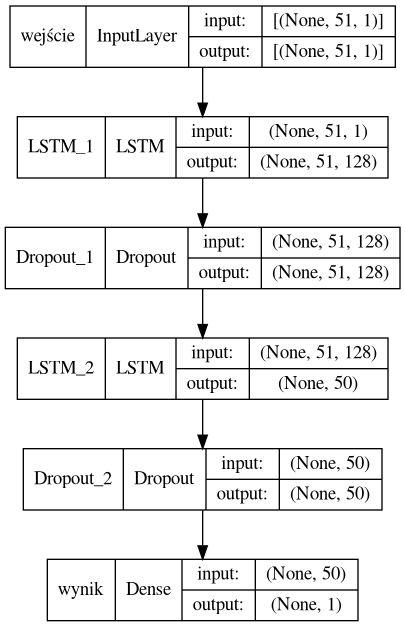 wejście InputLayer input: [(None, 51, 1)]
output: [(None, 51, 1)]
LSTM_1 LSTM input: (None, 51, 1)
output: (None, 51, 128)
Dropout_1 Dropout input: (None, 51, 128)
output: (None, 51, 128)
LSTM_2 LSTM input: (None, 51, 128)
output: (None, 50)
Dropout_2 Dropout input: (None, 50)
output: (None, 50)
wynik Dense input: (None, 50)
output: (None, 1)